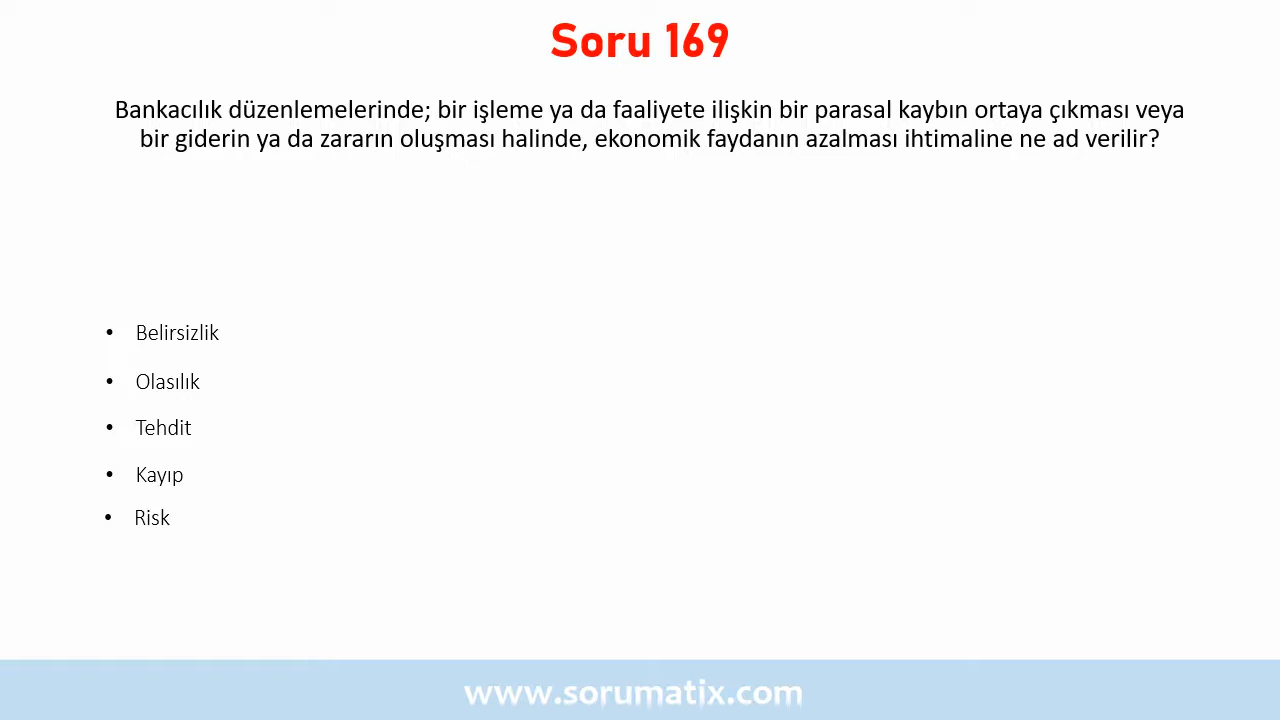 Soru 169
Bankacılık düzenlemelerinde; bir işleme ya da faaliyete ilişkin bir parasal kaybın ortaya çıkması veya
bir giderin ya da zararın oluşması halinde, ekonomik faydanın azalması ihtimaline ne ad verilir?
• Belirsizlik
• Olasılık
• Tehdit
• Kayıp
• Risk
www.sorumatix.com